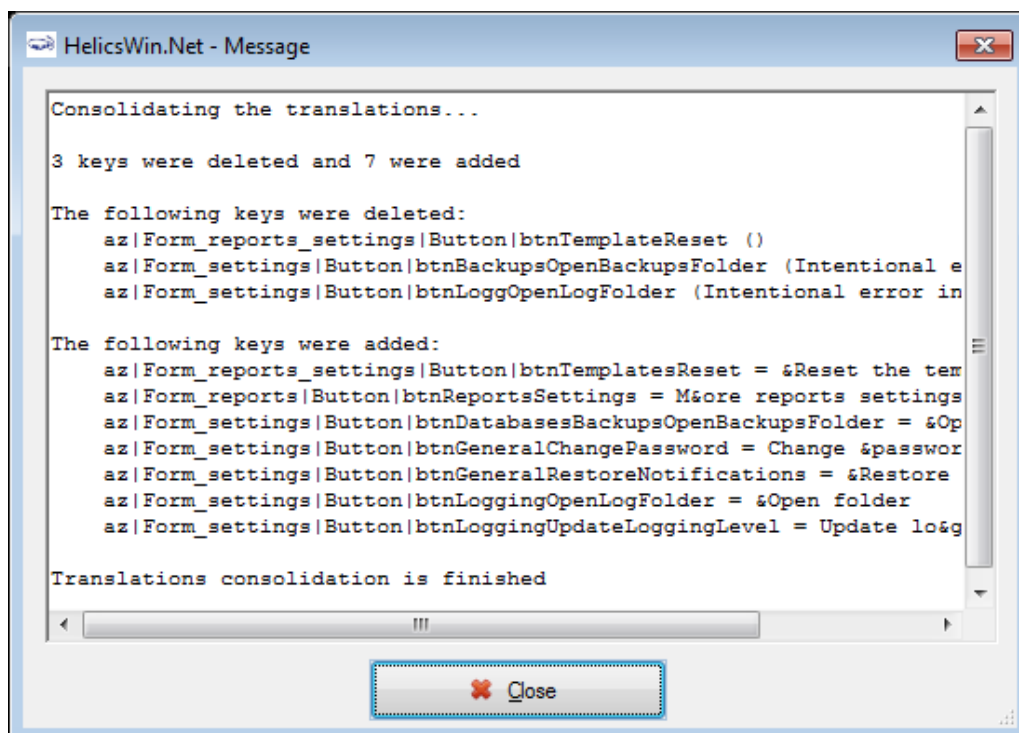 HelicsWin.Net - Message
Consolidating the translations...
3 keys were deleted and 7 were added
The following keys were deleted:
az|Form_reports_settings|Button|btnTemplateReset ()
az|Form_settings|Button|btnBackupsOpenBackupsFolder (Intentional e
az|Form_settings|Button|btnLoggOpenLogFolder (Intentional error in
The following keys were added:
az|Form_reports_settings|Button|btnTemplatesReset = &Reset the tem
az|Form_reports|Button|btnReportsSettings = M&ore reports settings
az|Form_settings|Button|btnDatabasesBackupsOpenBackupsFolder = &Op
az|Form_settings|Button|btnGeneralChangePassword = Change &passwor
az|Form_settings|Button|btnGeneralRestoreNotifications = &Restore
az|Form_settings|Button|btnLoggingOpenLogFolder = &Open folder
az|Form_settings|Button|btnLoggingUpdateLoggingLevel = Update lo&g
Translations consolidation is finished
Close